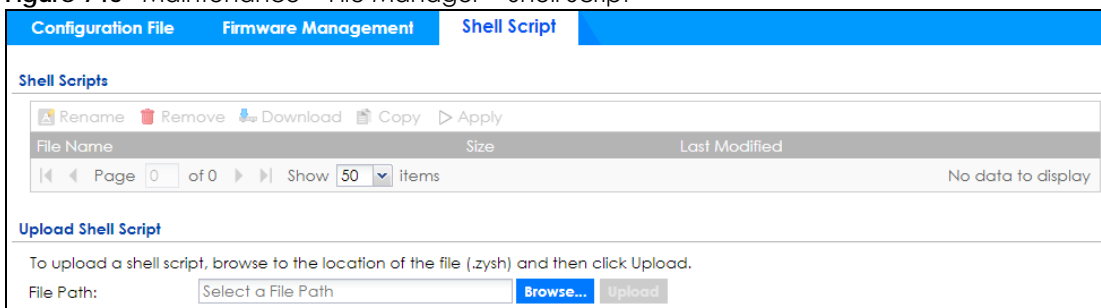 Configuration File Firmware Management Shell Script
Shell Scripts
Rename Remove Download Copy Apply
File Name Size Last Modified
Page 0 of 0 Show 50 items No data to display
Upload Shell Script
To upload a shell script, browse to the location of the file (.zysh) and then click Upload.
File Path: Select a File Path Browse... Upload